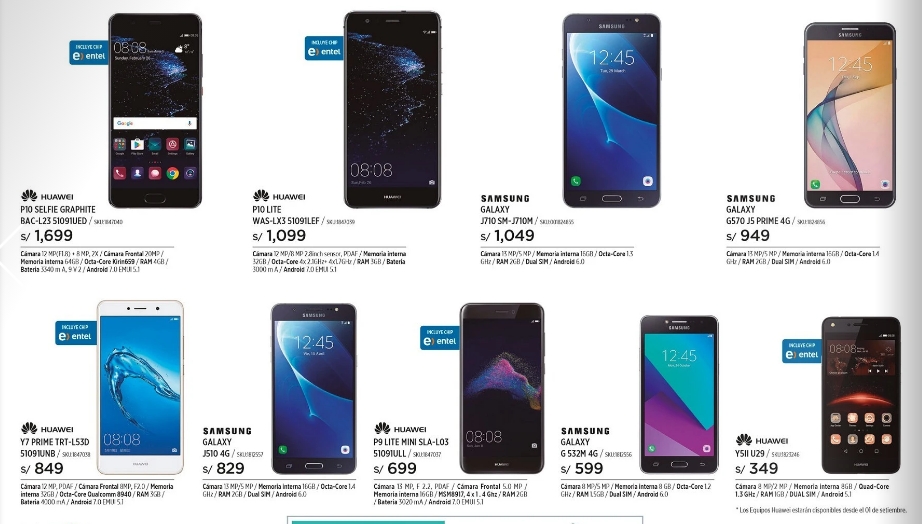 INCLUYE CHIP
entel
08:08
Google
HUAWEI
P10 SELFIE GRAPHITE
BAC-L23 51091UED / SKU:1847040
S/ 1,699
Cámara 12 MP(F1.8) + 8 MP, 2X / Cámara Frontal 20MP /
Memoria interna 64GB / Octa-Core Kirin659 / RAM 4GB /
Batería 3340 m A, 9 V 2 / Android 7.0 EMUI 5.1
INCLUYE CHIP
entel
08:08
HUAWEI
HUAWEI
P10 LITE
WAS-LX3 51091LEF / SKU:1847039
S/ 1,099
Cámara 12 MP/8 MP 2.8inch sensor, PDAF / Memoria interna
32GB / Octa-Core 4x 2.1GHz+ 4x1.7GHz / RAM 3GB / Batería
3000 m A / Android 7.0 EMUI 5.1
SAMSUNG
12:45
SAMSUNG
GALAXY
J710 SM-J710M / SKU:001824855
S/ 1,049
Cámara 13 MP/5 MP / Memoria interna 16GB / Octa-Core 1.3
GHz / RAM 2GB / Dual SIM / Android 6.0
SAMSUNG
12:45
SAMSUNG
GALAXY
G570 J5 PRIME 4G / SKU:1824856
S/ 949
Cámara 13 MP/5 MP / Memoria interna 16GB / Octa-Core 1.4
GHz / RAM 2GB / Dual SIM / Android 6.0
INCLUYE CHIP
entel
08:08
HUAWEI
HUAWEI
Y7 PRIME TRT-L53D
51091UNB / SKU:1847038
S/ 849
Cámara 12 MP, PDAF / Cámara Frontal 8MP, F2.0 / Memoria
interna 32GB / Octa-Core Qualcomm 8940 / RAM 3GB /
Batería 4000 m A / Android 7.0 EMUI 5.1
SAMSUNG
12:45
SAMSUNG
GALAXY
J510 4G / SKU:1812557
S/ 829
Cámara 13 MP/5 MP / Memoria interna 16GB / Octa-Core 1.4
GHz / RAM 2GB / Dual SIM / Android 6.0
INCLUYE CHIP
entel
08:08
HUAWEI
HUAWEI
P9 LITE MINI SLA-L03
51091ULL / SKU:1847037
S/ 699
Cámara 13 MP, F 2.2, PDAF / Cámara Frontal 5.0 MP /
Memoria interna 16GB / MSM8917, 4 x 1 . 4 Ghz / RAM 2GB
/ Batería 3020 mA / Android 7.0 EMUI 5.1
SAMSUNG
12:45
SAMSUNG
GALAXY
G 532M 4G / SKU:1812556
S/ 599
Cámara 8 MP/5 MP / Memoria interna 8 GB / Octa-Core 1.2
GHz / RAM 1.5GB / Dual SIM / Android 6.0
INCLUYE CHIP
entel
08:08
HUAWEI
HUAWEI
Y5II U29 / SKU:1823246
S/ 349
Cámara 8 MP/2 MP / Memoria interna 8GB / Quad-Core
1.3 GHz / RAM 1GB / DUAL SIM / Android 5.1
* Los Equipos Huawei estarán disponibles desde el 01 de setiembre.